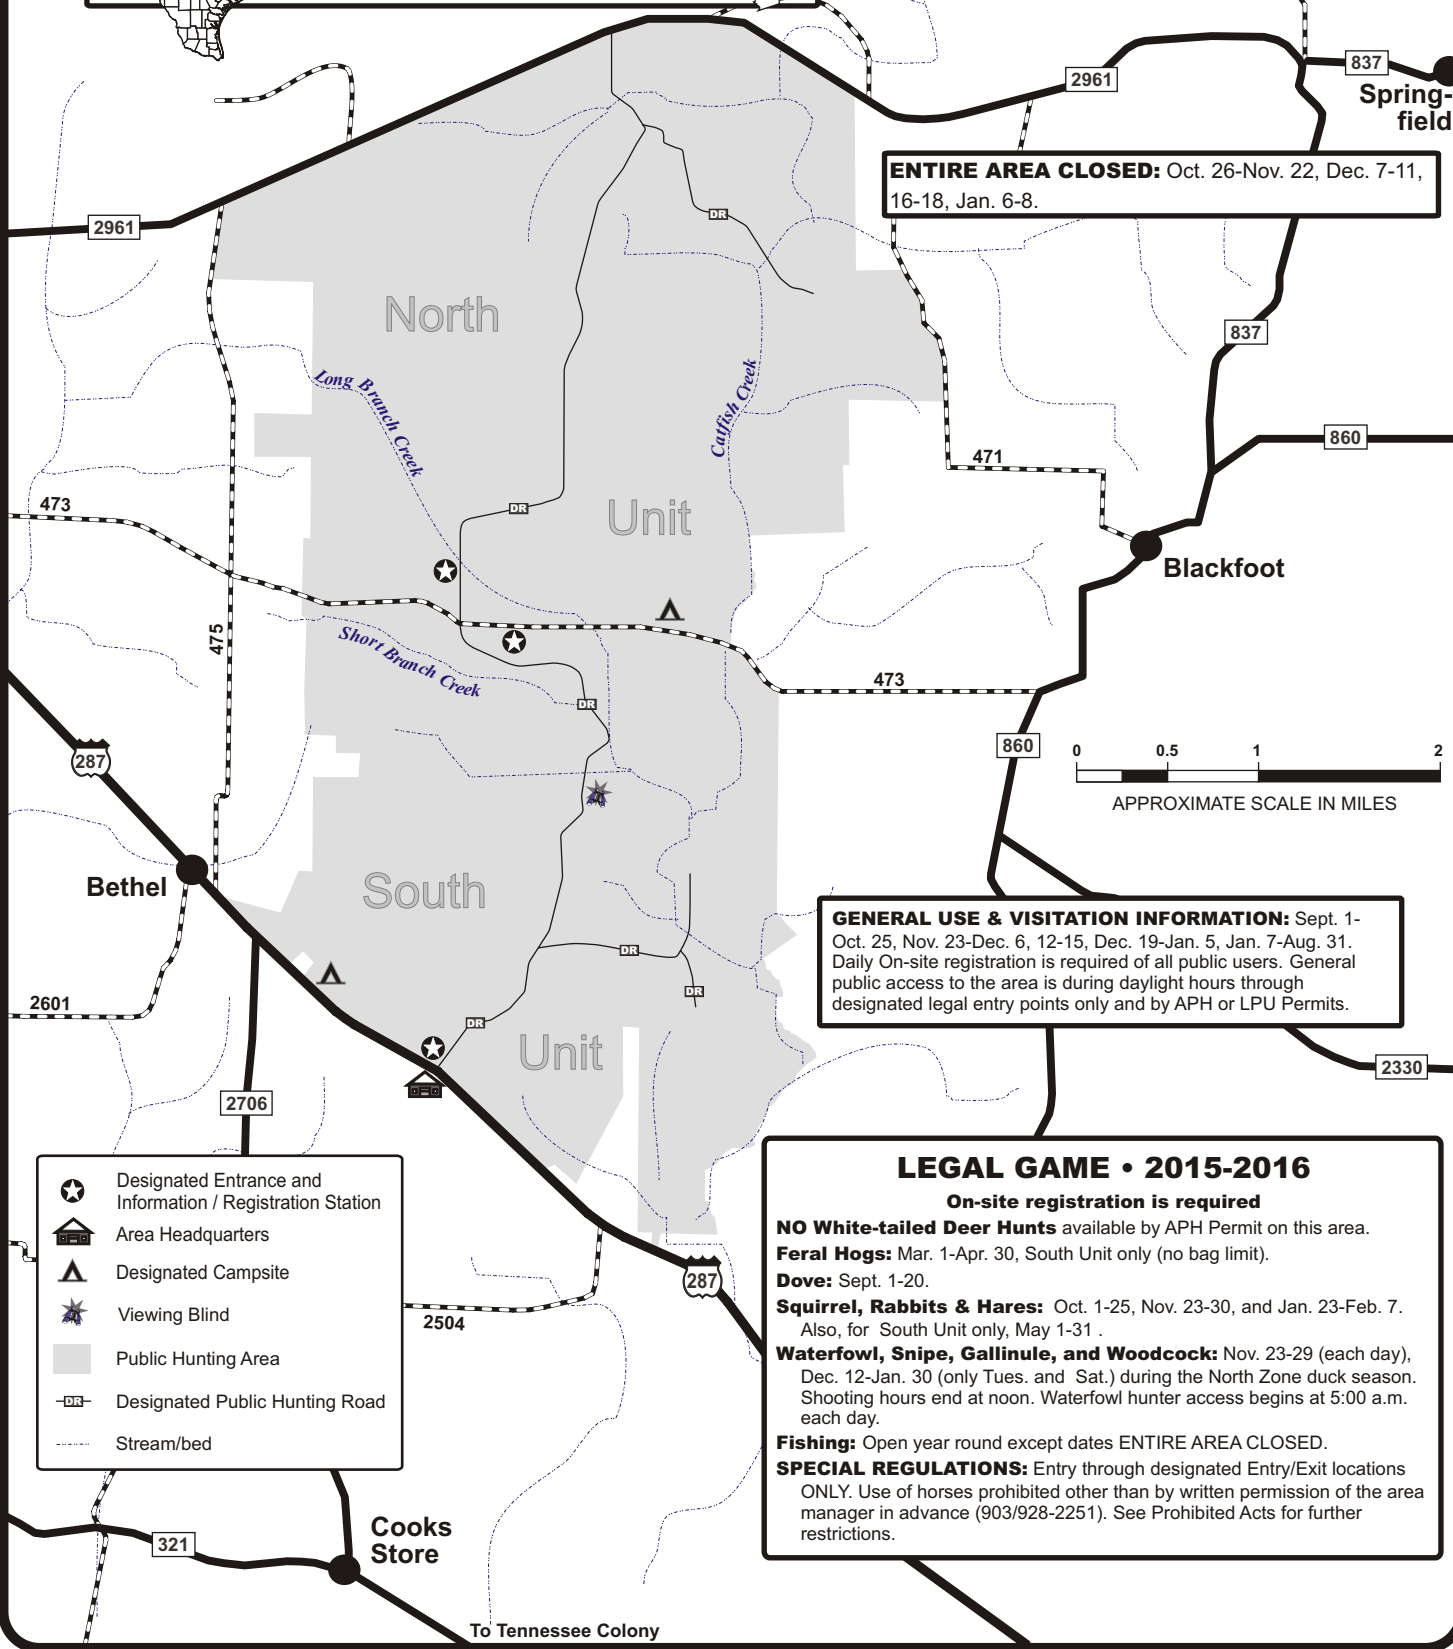 2961
837
Spring-
field
ENTIRE AREA CLOSED: Oct. 26-Nov. 22, Dec. 7-11,
16-18, Jan. 6-8.
DR
2961
North
837
Long Branch Creek
Catfish Creek
860
471
473
DR
Unit
Blackfoot
475
Short Branch Creek
473
DR
860
0 0.5 1 2
APPROXIMATE SCALE IN MILES
287
Bethel
South
GENERAL USE & VISITATION INFORMATION: Sept. 1-
Oct. 25, Nov. 23-Dec. 6, 12-15, Dec. 19-Jan. 5, Jan. 7-Aug. 31.
Daily On-site registration is required of all public users. General
public access to the area is during daylight hours through
designated legal entry points only and by APH or LPU Permits.
DR
DR
2601
DR
Unit
2330
2706
Designated Entrance and
Information / Registration Station
Area Headquarters
Designated Campsite
Viewing Blind
Public Hunting Area
DR
Designated Public Hunting Road
Stream/bed
287
2504
LEGAL GAME • 2015-2016
On-site registration is required
NO White-tailed Deer Hunts available by APH Permit on this area.
Feral Hogs: Mar. 1-Apr. 30, South Unit only (no bag limit).
Dove: Sept. 1-20.
Squirrel, Rabbits & Hares: Oct. 1-25, Nov. 23-30, and Jan. 23-Feb. 7.
Also, for South Unit only, May 1-31 .
Waterfowl, Snipe, Gallinule, and Woodcock: Nov. 23-29 (each day),
Dec. 12-Jan. 30 (only Tues. and Sat.) during the North Zone duck season.
Shooting hours end at noon. Waterfowl hunter access begins at 5:00 a.m.
each day.
Fishing: Open year round except dates ENTIRE AREA CLOSED.
SPECIAL REGULATIONS: Entry through designated Entry/Exit locations
ONLY. Use of horses prohibited other than by written permission of the area
manager in advance (903/928-2251). See Prohibited Acts for further
restrictions.
321
Cooks
Store
To Tennessee Colony